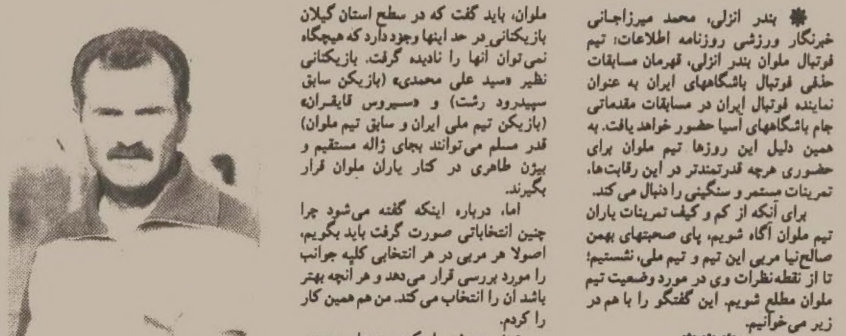 ❋ بندر انزلی، محمد میرزاجانی
خبرنگار ورزشی روزنامه اطلاعات: تیم
فوتبال ملوان بندر انزلی، قهرمان مسابقات
حذفی فوتبال باشگاههای ایران به عنوان
نماینده فوتبال ایران در مسابقات مقدماتی
جام باشگاههای آسیا حضور خواهد یافت. به
همین دلیل این روزها تیم ملوان برای
حضوری هرچه قدرتمندتر در این رقابت‌ها،
تمرینات مستمر و سنگینی را دنبال می کند.
برای آنکه از کم و کیف تمرینات یاران
تیم ملوان آگاه شویم، پای صحبتهای بهمن
صالح‌نیا مربی این تیم و تیم ملی، نشستیم؛
تا از نقطه‌نظرات وی در مورد وضعیت تیم
ملوان مطلع شویم. این گفتگو را با هم در
زیر می‌خوانیم.
ملوان، باید گفت که در سطح استان گیلان
بازیکنانی در حد اینها وجود دارد که هیچگاه
نمی توان آنها را نادیده گرفت. بازیکنانی
نظیر «سید علی محمدی» (بازیکن سابق
سپیدرود رشت) و «سیروس قایقران»
(بازیکن تیم ملی ایران و سابق تیم ملوان)
قدر مسلم می‌توانند بجای ژاله مستقیم و
بیژن طاهری در کنار یاران ملوان قرار
بگیرند.
اما، درباره اینکه گفته می‌شود چرا
چنین انتخاباتی صورت گرفت باید بگویم،
اصولا هر مربی در هر انتخابی کلیه جوانب
را مورد بررسی قرار می‌دهد و هر آنچه بهتر
باشد آن را انتخاب می کند. من هم همین کار
را کردم.